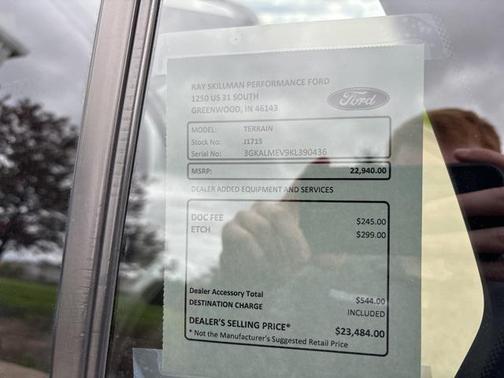 RAY SKILLMAN PERFORMANCE FORD
1250 US 31 SOUTH
GREENWOOD, IN 46143
Ford
MODEL: TERRAIN
Stock No: J1715
Serial No: 3GKALMEV9KL390436
MSRP: 22,940.00
DEALER ADDED EQUIPMENT AND SERVICES
DOC FEE $245.00
ETCH $299.00
Dealer Accessory Total $544.00
DESTINATION CHARGE INCLUDED
DEALER'S SELLING PRICE* $23,484.00
* Not the Manufacturer's Suggested Retail Price